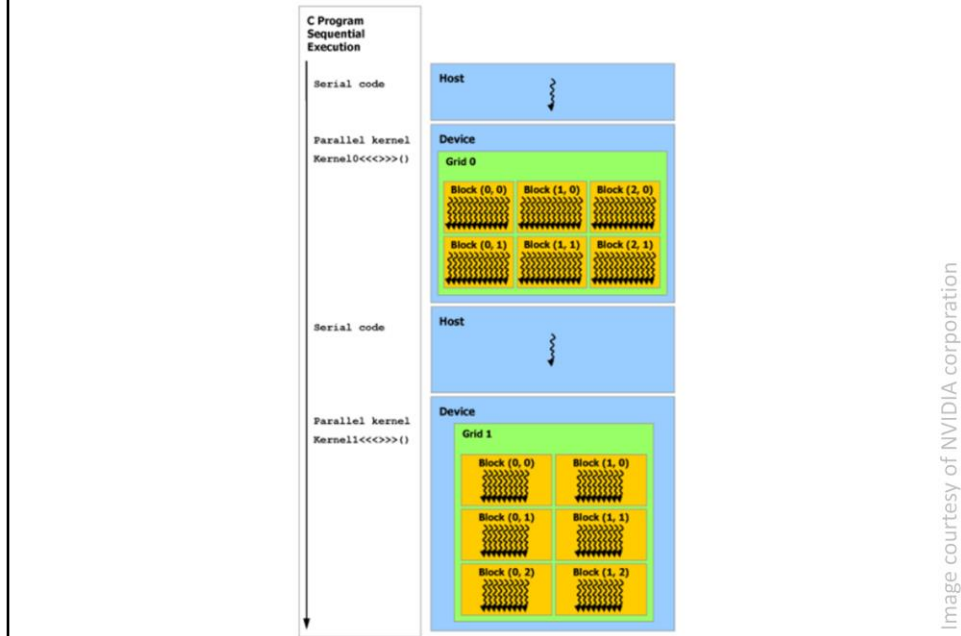 C Program
Sequential
Execution
Serial code
Host
Parallel kernel
Kernel0<<<>>>()
Device
Grid 0
Block (0, 0) Block (1, 0) Block (2, 0)
Block (0, 1) Block (1, 1) Block (2, 1)
Serial code
Host
Parallel kernel
Kernel1<<<>>>()
Device
Grid 1
Block (0, 0) Block (1, 0)
Block (0, 1) Block (1, 1)
Block (0, 2) Block (1, 2)
Image courtesy of NVIDIA corporation